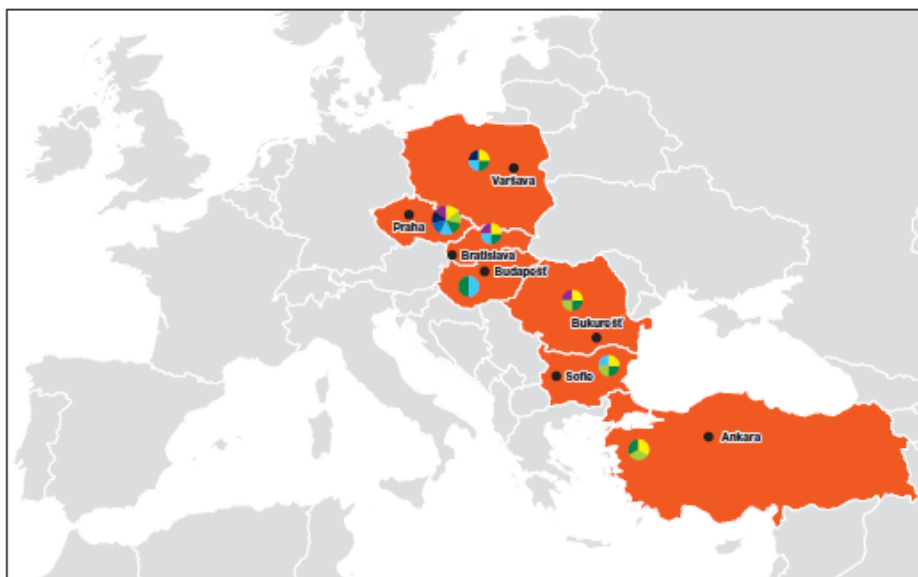 Varšava
Praha
Bratislava
Budapešť
Bukurešť
Sofie
Ankara